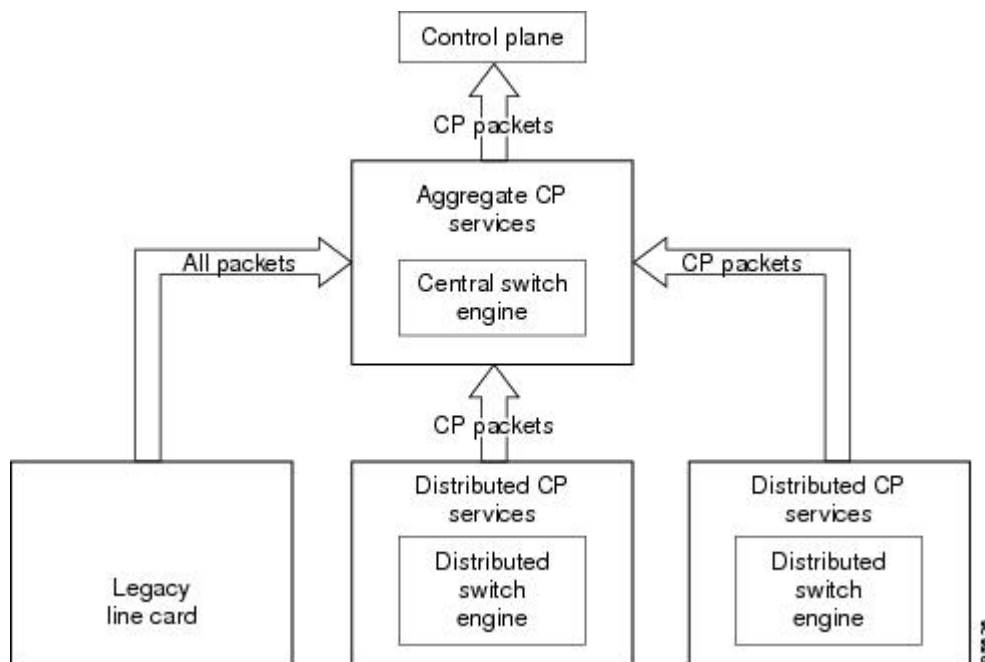 Control plane
CP packets
Aggregate CP
services
All packets
CP packets
Central switch
engine
CP packets
Legacy
line card
Distributed CP
services
Distributed
switch
engine
Distributed CP
services
Distributed
switch
engine